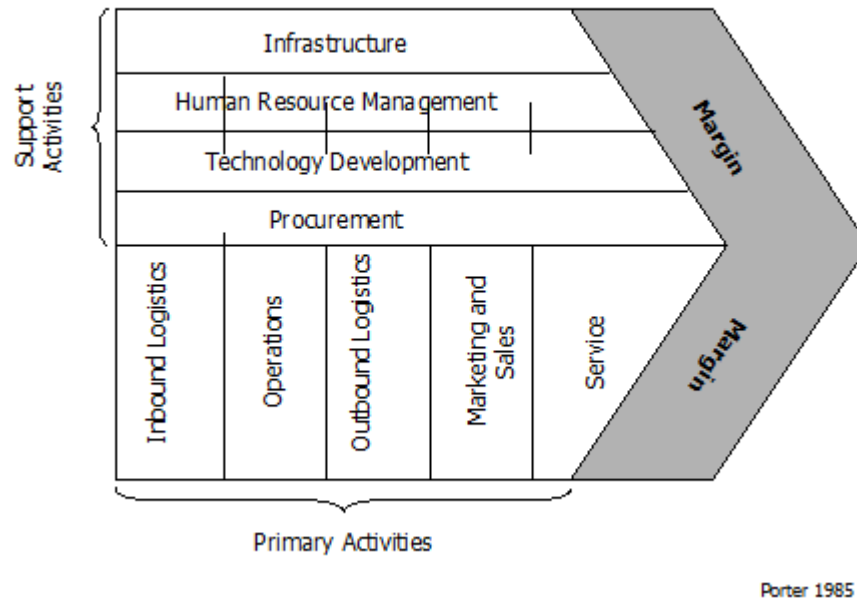 Infrastructure
Human Resource Management
Technology Development
Procurement
Support
Activities
Inbound Logistics
Operations
Outbound Logistics
Marketing and
Sales
Service
Margin
Margin
Primary Activities
Porter 1985